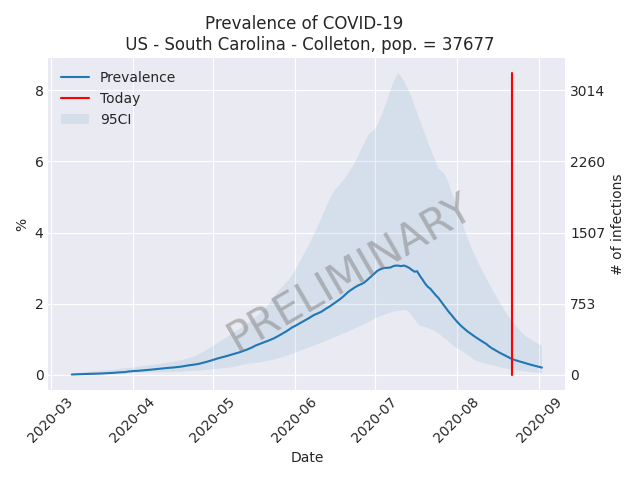 Prevalence of COVID-19
US - South Carolina - Colleton, pop. = 37677
Prevalence
Today
95CI
8
6
4
2
0
%
3014
2260
1507
753
0
# of infections
PRELIMINARY
2020-03
2020-04
2020-05
2020-06
2020-07
2020-08
2020-09
Date